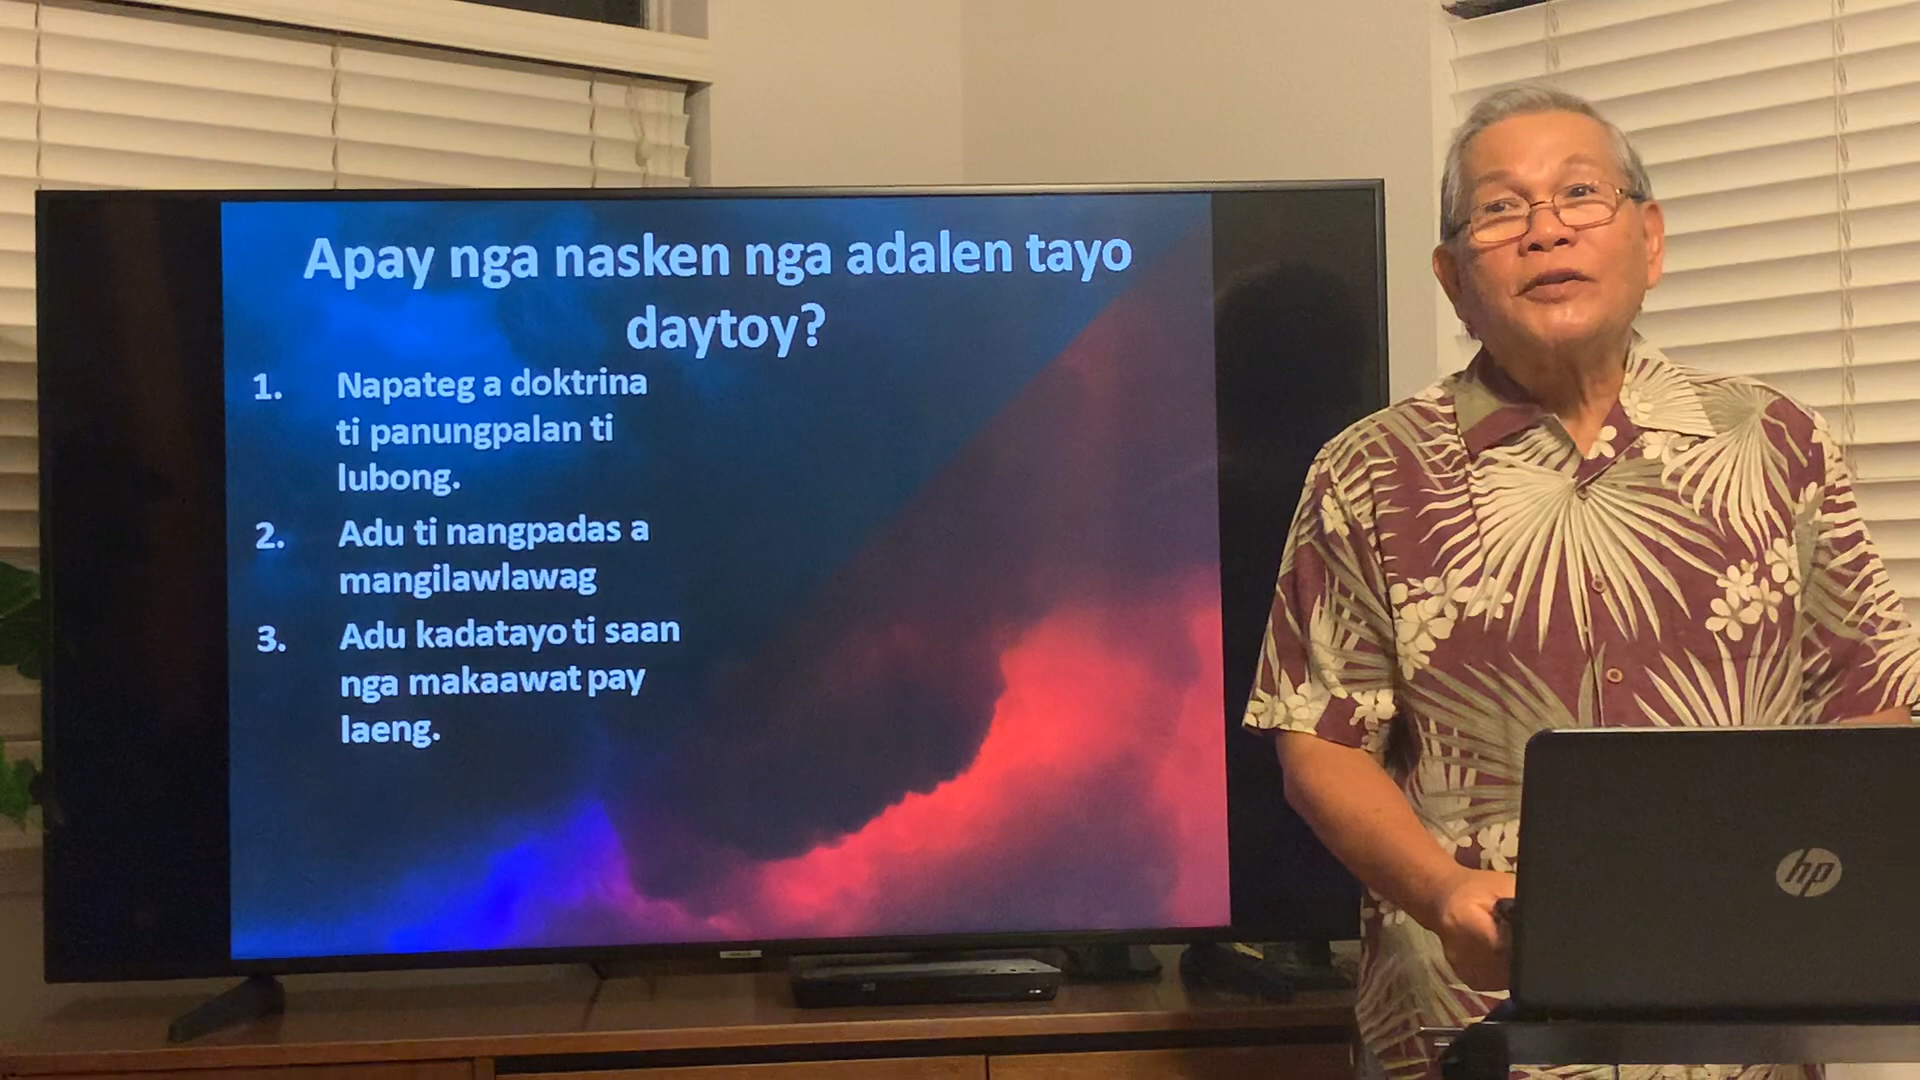 Apay nga nasken nga adalen tayo
daytoy?
1. Napateg a doktrina
ti panungpalan ti
lubong.
2. Adu ti nangpadas a
mangilawlawag
3. Adu kadatayo ti saan
nga makaawat pay
laeng.
hp